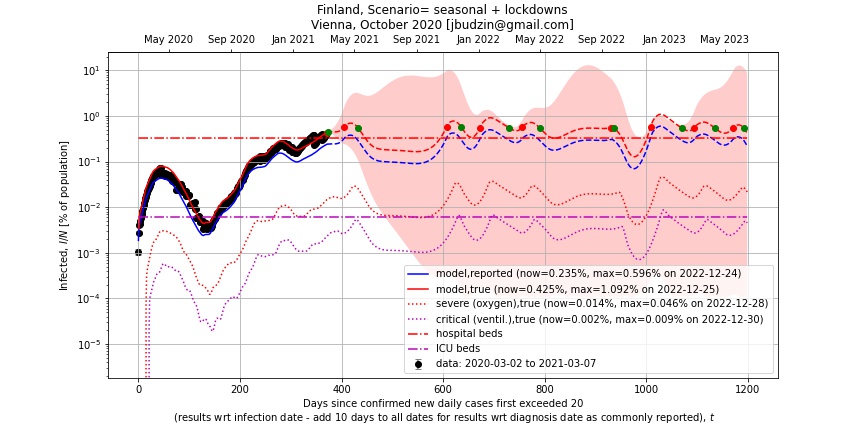 Finland, Scenario= seasonal + lockdowns
Vienna, October 2020 [jbudzin@gmail.com]
May 2020 Sep 2020 Jan 2021 May 2021 Sep 2021 Jan 2022 May 2022 Sep 2022 Jan 2023 May 2023
Infected, I/N [% of population]
10¹
10⁰
10⁻¹
10⁻²
10⁻³
10⁻⁴
10⁻⁵
model,reported (now=0.235%, max=0.596% on 2022-12-24)
model,true (now=0.425%, max=1.092% on 2022-12-25)
severe (oxygen),true (now=0.014%, max=0.046% on 2022-12-28)
critical (ventil.),true (now=0.002%, max=0.009% on 2022-12-30)
hospital beds
ICU beds
data: 2020-03-02 to 2021-03-07
0 200 400 600 800 1000 1200
Days since confirmed new daily cases first exceeded 20
(results wrt infection date - add 10 days to all dates for results wrt diagnosis date as commonly reported), t